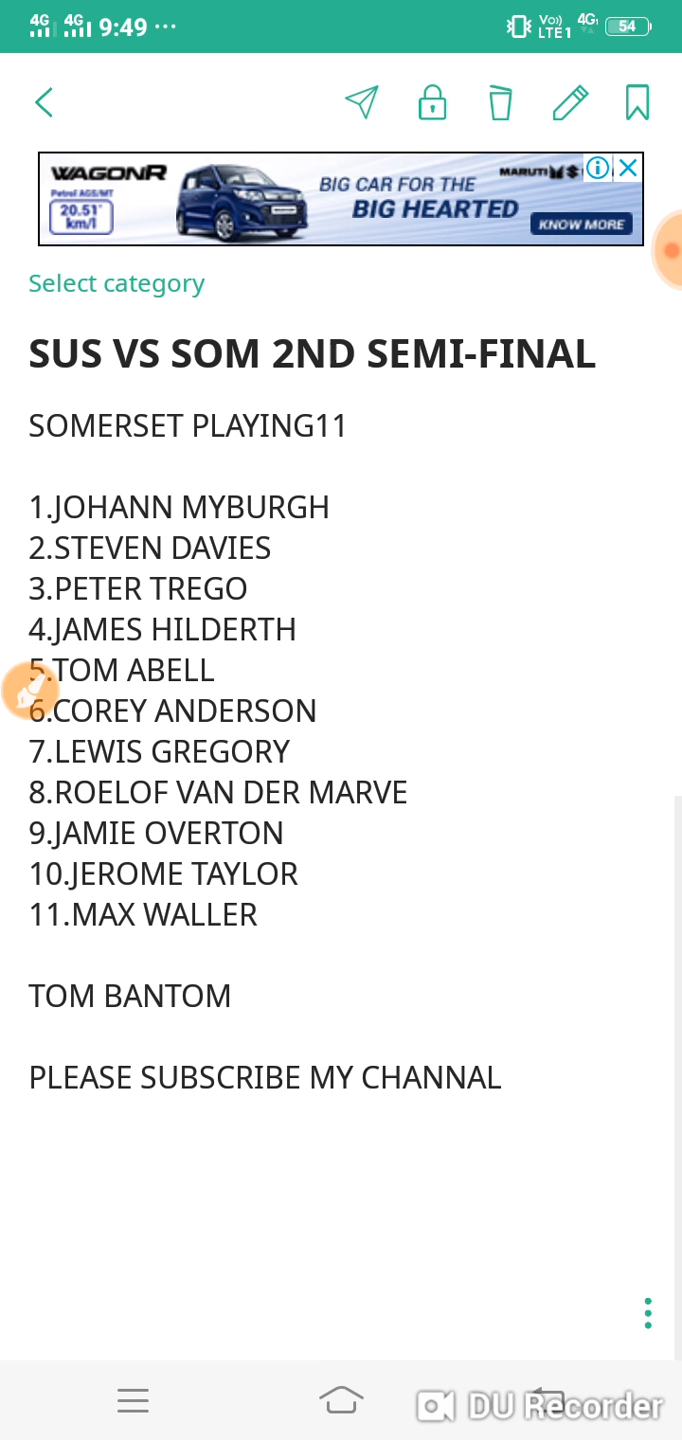 4G 4G 9:49 ... Vo)) LTE1 4G 54
WAGONR
Petrol AGS/MT
20.51*
km/l
BIG CAR FOR THE
BIG HEARTED
MARUTI
KNOW MORE
Select category
SUS VS SOM 2ND SEMI-FINAL
SOMERSET PLAYING11
1.JOHANN MYBURGH
2.STEVEN DAVIES
3.PETER TREGO
4.JAMES HILDERTH
5.TOM ABELL
6.COREY ANDERSON
7.LEWIS GREGORY
8.ROELOF VAN DER MARVE
9.JAMIE OVERTON
10.JEROME TAYLOR
11.MAX WALLER
TOM BANTOM
PLEASE SUBSCRIBE MY CHANNAL
DU Recorder